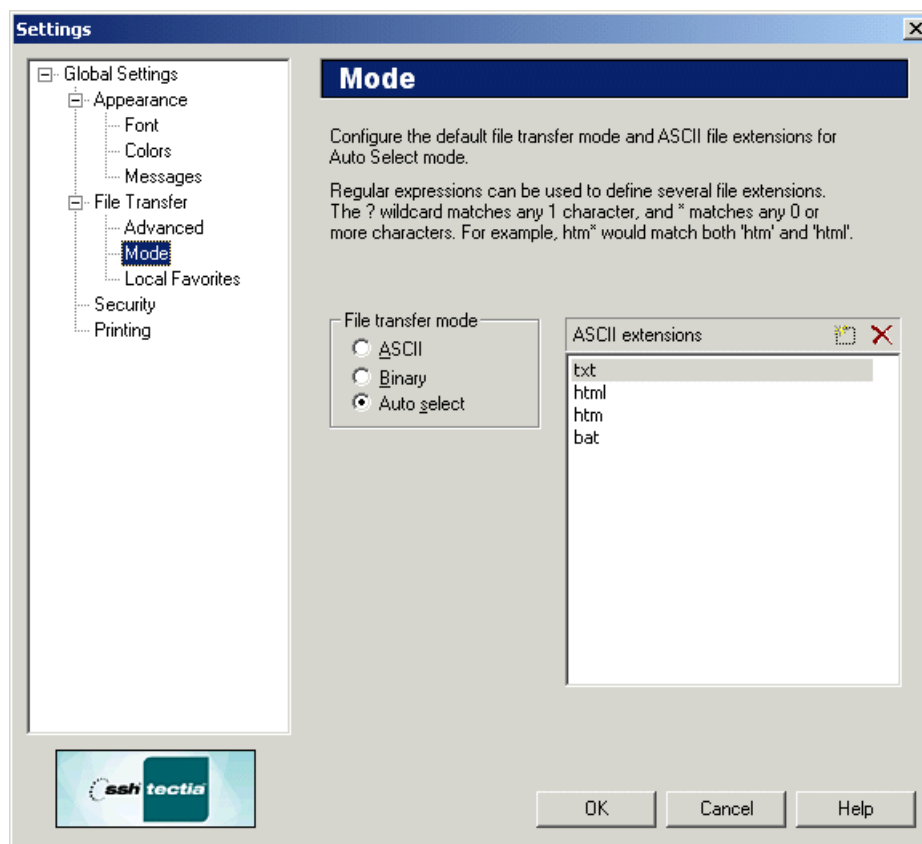 Settings
Global Settings
Appearance
Font
Colors
Messages
File Transfer
Advanced
Mode
Local Favorites
Security
Printing
Mode
Configure the default file transfer mode and ASCII file extensions for
Auto Select mode.
Regular expressions can be used to define several file extensions.
The ? wildcard matches any 1 character, and * matches any 0 or
more characters. For example, htm* would match both 'htm' and 'html'.
File transfer mode
ASCII
Binary
Auto select
ASCII extensions
txt
html
htm
bat
ssh tectia
OK
Cancel
Help